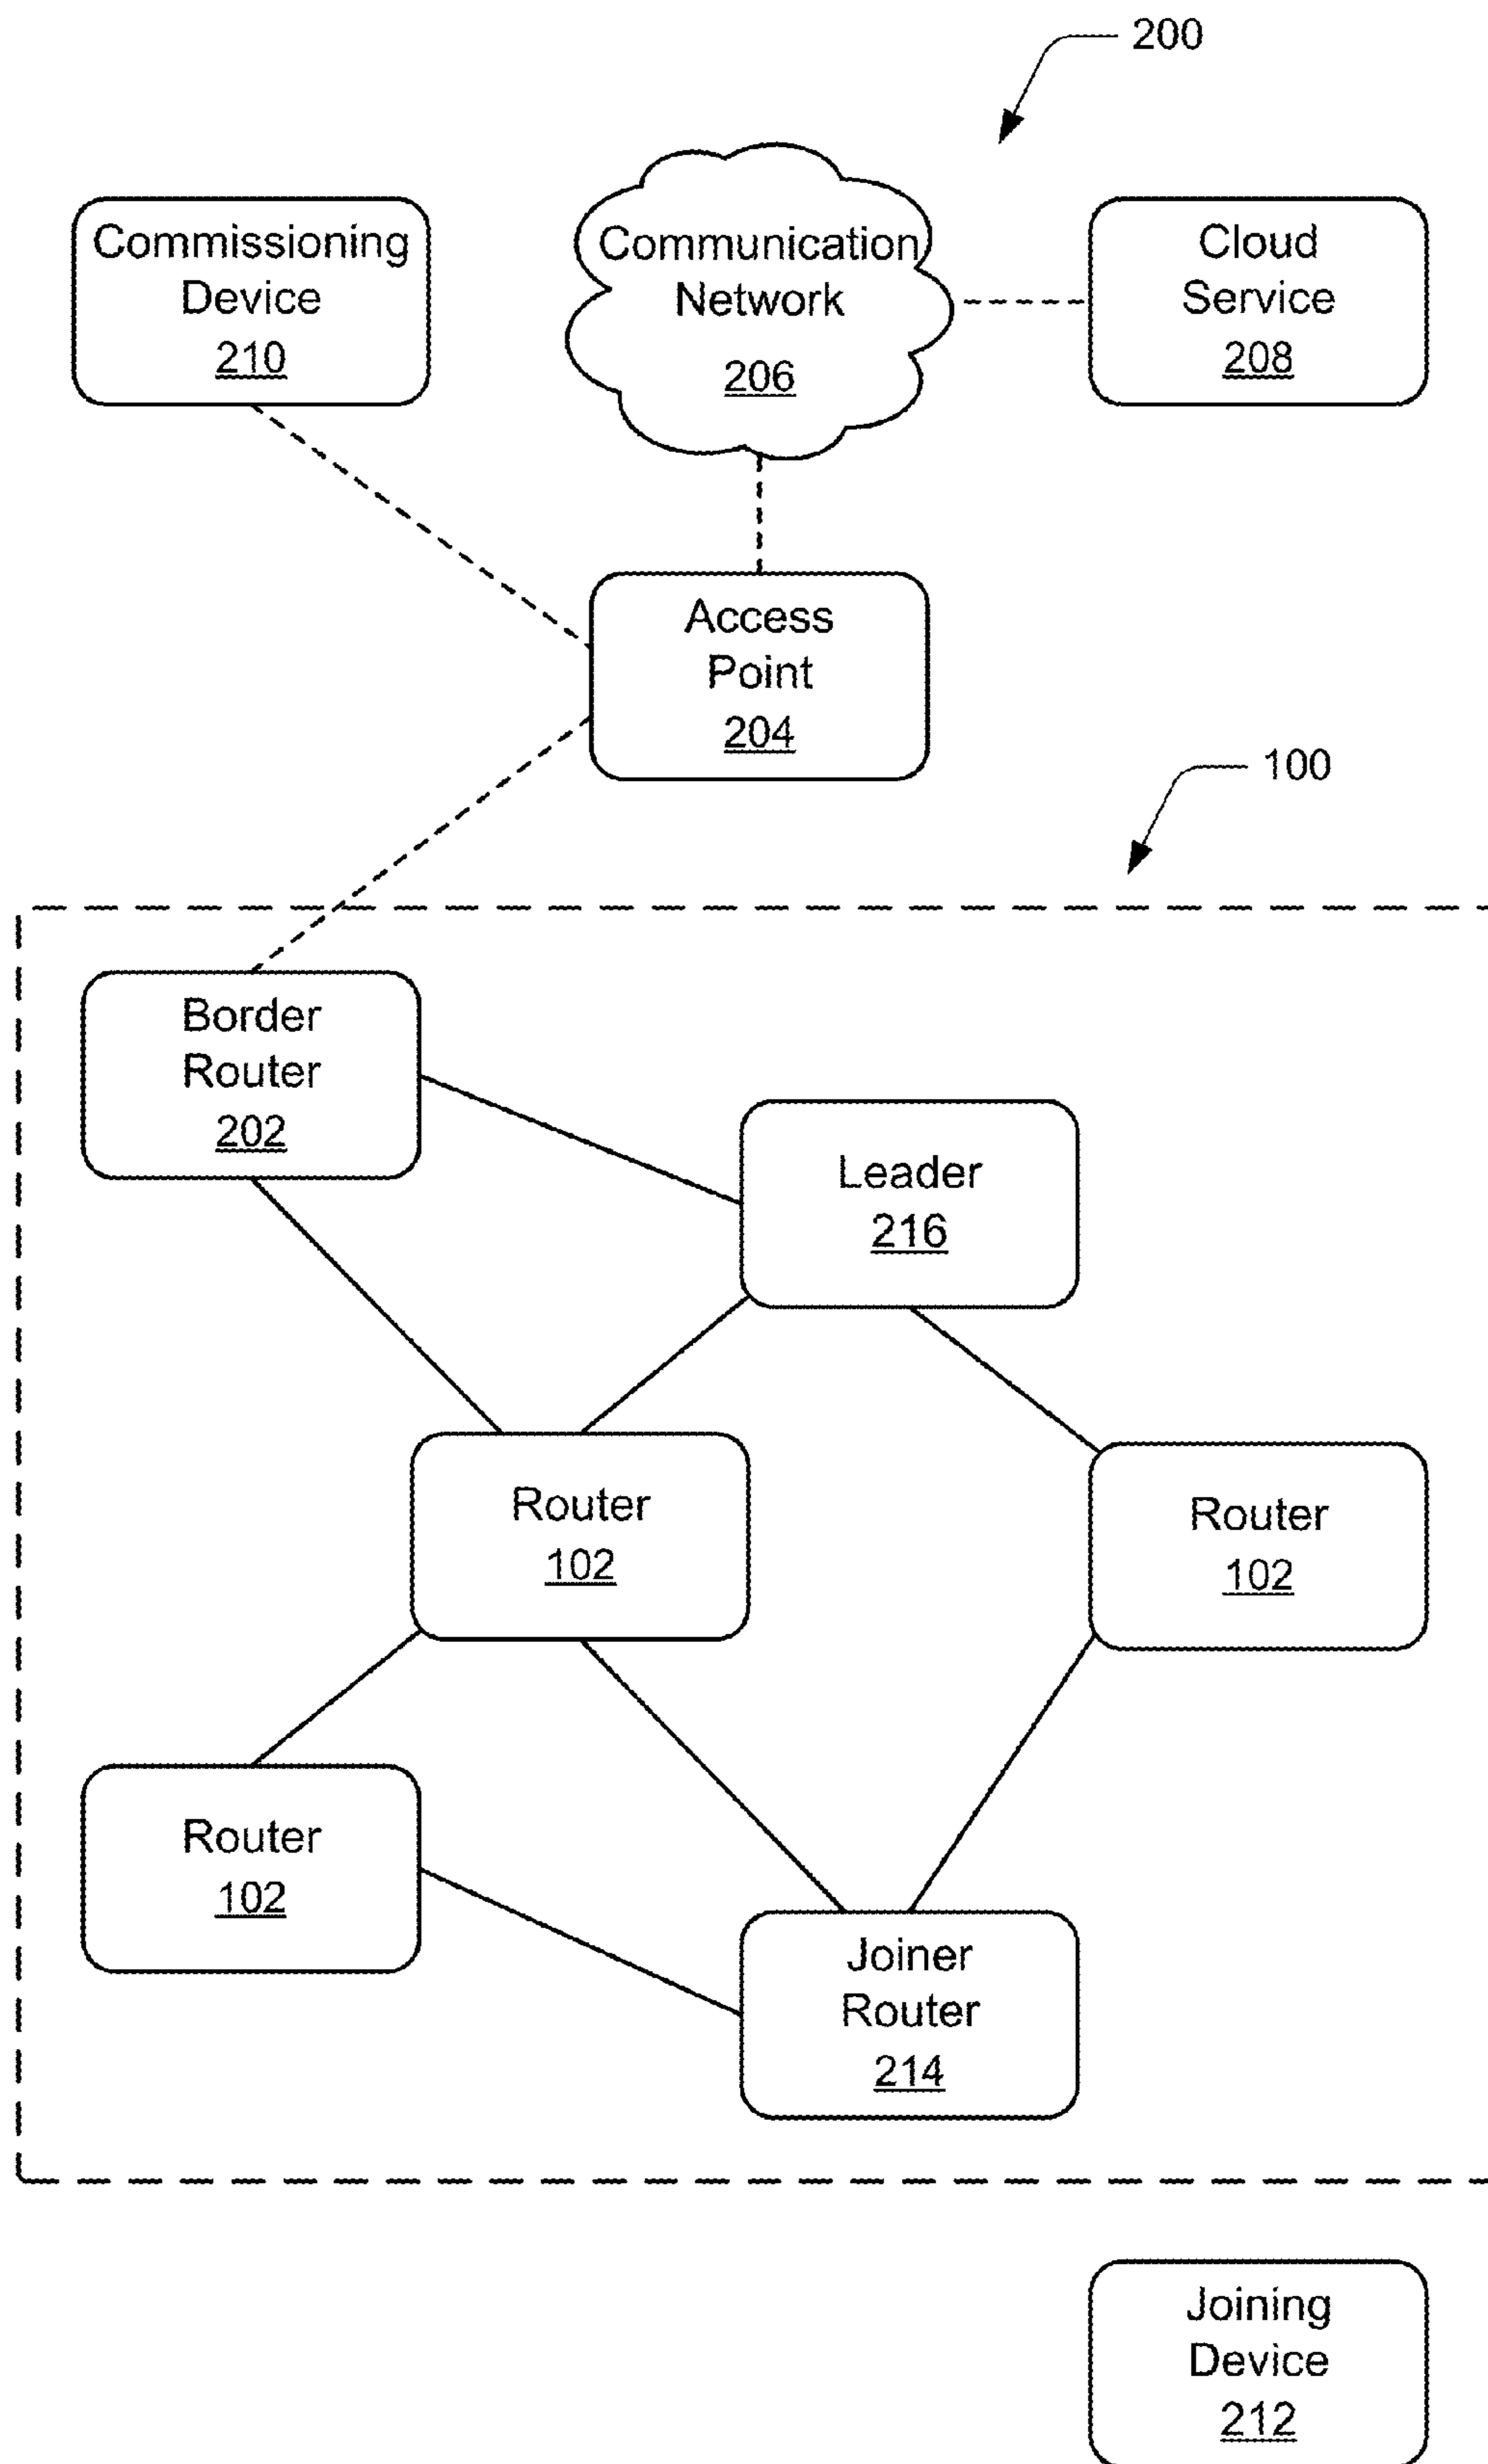 200
Commissioning
Device
210
Communication
Network
206
Cloud
Service
208
Access
Point
204
100
Border
Router
202
Leader
216
Router
102
Router
102
Router
102
Joiner
Router
214
Joining
Device
212